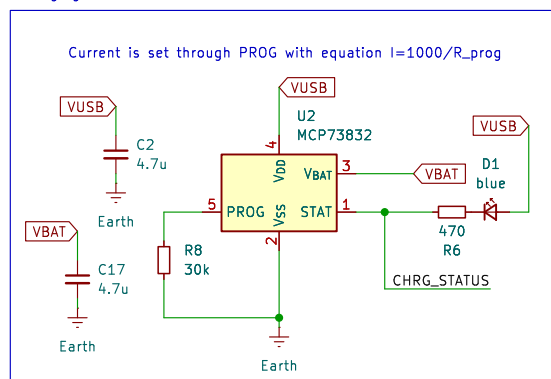 Current is set through PROG with equation I=1000/R_prog
VUSB
VUSB
U2
MCP73832
VUSB
C2
4.7u
4
VDD
VBAT
3
VBAT
D1
blue
5
PROG
VSS
STAT
1
Earth
2
470
R6
VBAT
R8
30k
C17
4.7u
CHRG_STATUS
Earth
Earth